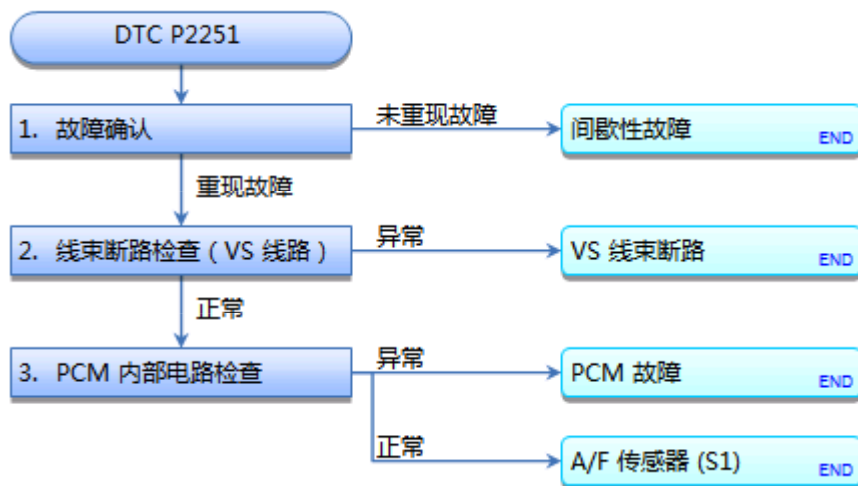 DTC P2251
1. 故障确认
未重现故障
间歇性故障
END
重现故障
2. 线束断路检查（VS 线路）
异常
VS 线束断路
END
正常
3. PCM 内部电路检查
异常
PCM 故障
END
正常
A/F 传感器 (S1)
END